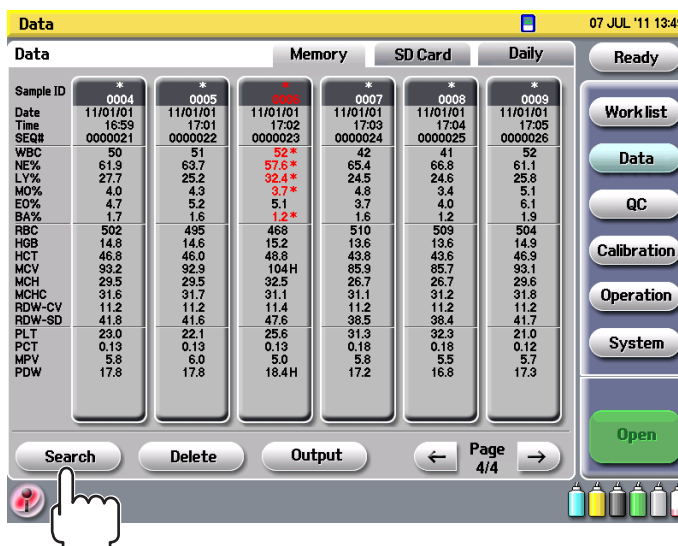 Data 07 JUL '11 13:4
Data Memory SD Card Daily Ready
Sample ID * * * * * *
0004 0005 0006 0007 0008 0009
Date 11/01/01 11/01/01 11/01/01 11/01/01 11/01/01 11/01/01
Time 16:59 17:01 17:02 17:03 17:04 17:05
SEQ# 0000021 0000022 0000023 0000024 0000025 0000026
WBC 50 51 52* 42 41 52
NE% 61.9 63.7 57.6* 65.4 66.8 61.1
LY% 27.7 25.2 32.4* 24.5 24.6 25.8
MO% 4.0 4.3 3.7* 4.8 3.4 5.1
EO% 4.7 5.2 5.1 3.7 4.0 6.1
BA% 1.7 1.6 1.2* 1.6 1.2 1.9
RBC 502 495 468 510 509 504
HGB 14.8 14.6 15.2 13.6 13.6 14.9
HCT 46.8 46.0 48.8 43.8 43.6 46.9
MCV 93.2 92.9 104H 85.9 85.7 93.1
MCH 29.5 29.5 32.5 26.7 26.7 29.6
MCHC 31.6 31.7 31.1 31.1 31.2 31.8
RDW-CV 11.2 11.2 11.4 11.2 11.2 11.2
RDW-SD 41.8 41.6 47.6 38.5 38.4 41.7
PLT 23.0 22.1 25.6 31.3 32.3 21.0
PCT 0.13 0.13 0.13 0.18 0.18 0.12
MPV 5.8 6.0 5.0 5.8 5.5 5.7
PDW 17.8 17.8 18.4H 17.2 16.8 17.3
Work list
Data
QC
Calibration
Operation
System
Open
Search Delete Output ← Page →
4/4